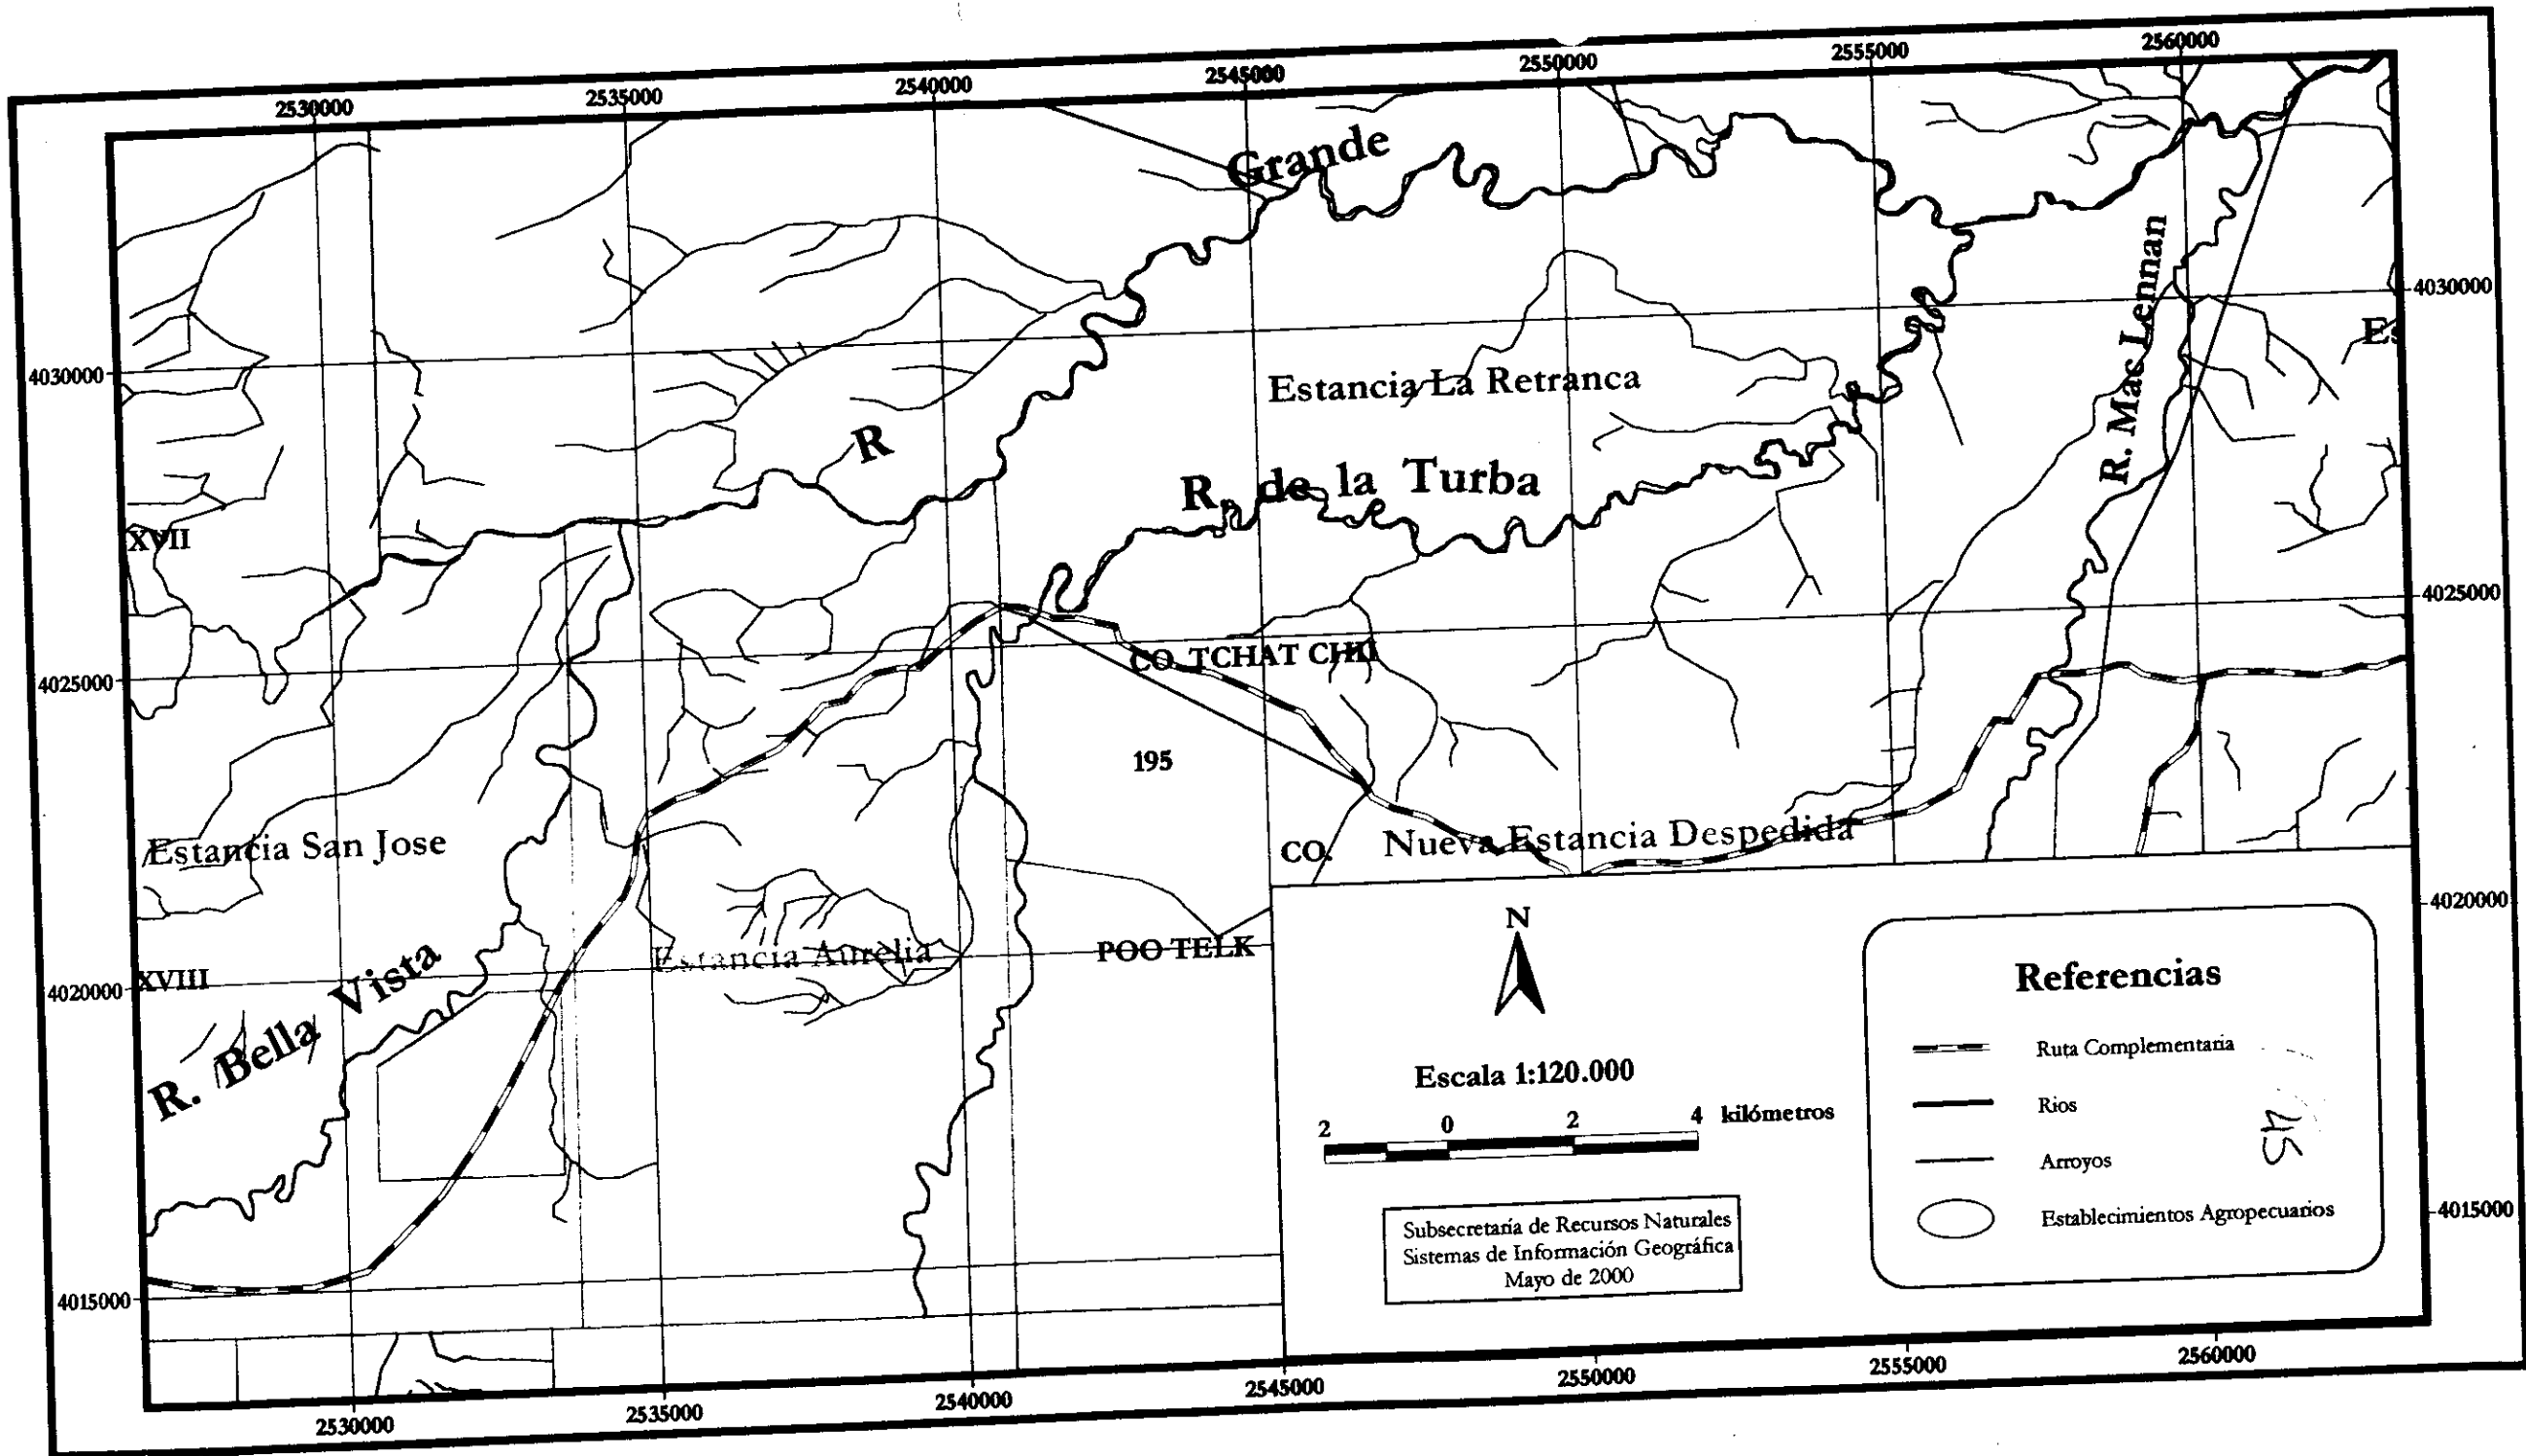 2530000 2535000 2540000 2545000 2550000 2555000 2560000
Grande
R. Mac Lennan
4030000
4030000
Es
Estancia La Retranca
R
R. de la Turba
XVII
4025000
4025000
CO. TCHAT CHII
195
Estancia San Jose
CO.
Nueva Estancia Despedida
4020000
Estancia Aurelia
POO TELK
XVIII
4020000
R. Bella Vista
N
Escala 1:120.000
2 0 2 4 kilómetros
Subsecretaría de Recursos Naturales
Sistemas de Información Geográfica
Mayo de 2000
Referencias
Ruta Complementaria
Rios
Arroyos
Establecimientos Agropecuarios
45
4015000
4015000
2530000 2535000 2540000 2545000 2550000 2555000 2560000